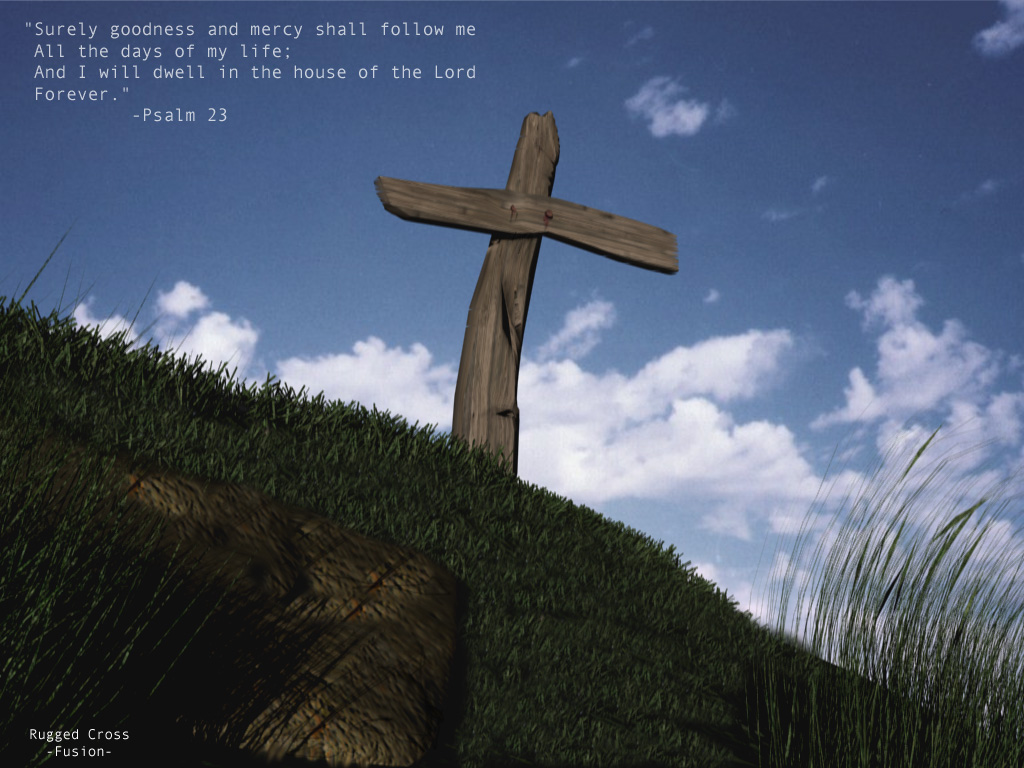 "Surely goodness and mercy shall follow me
All the days of my life;
And I will dwell in the house of the Lord
Forever."
-Psalm 23
Rugged Cross
-Fusion-